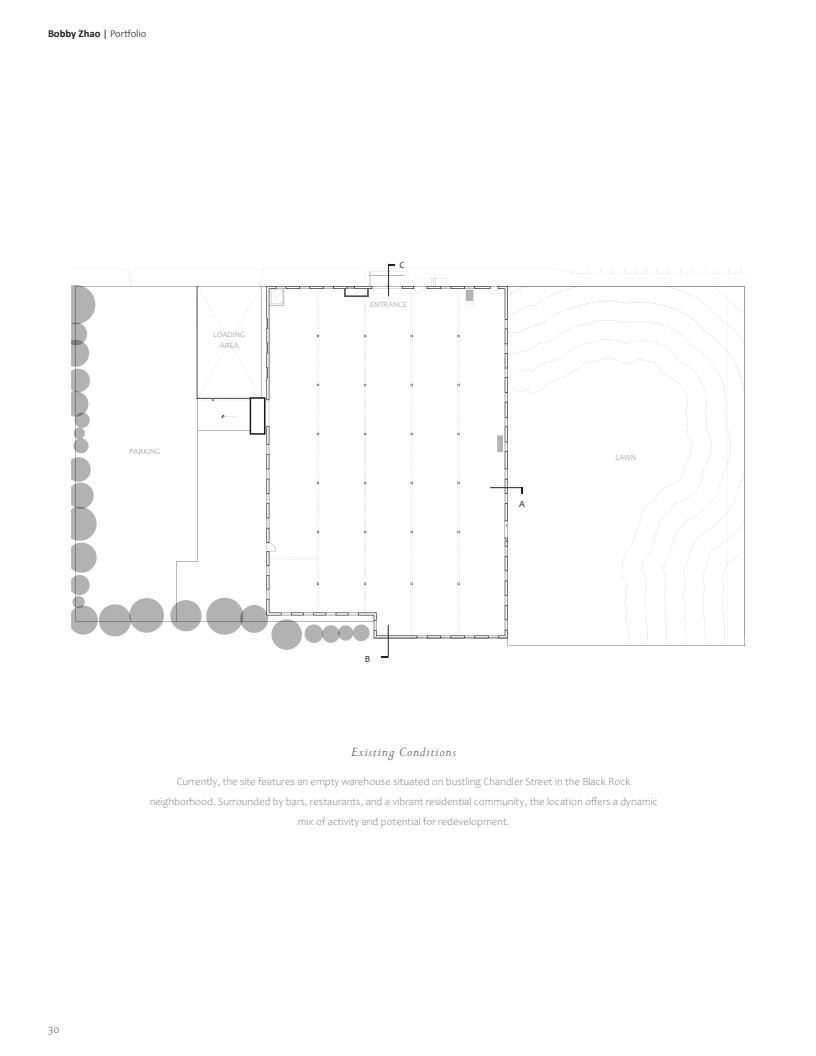 Bobby Zhao | Portfolio
C
ENTRANCE
LOADING
AREA
PARKING
LAWN
A
B
Existing Conditions
Currently, the site features an empty warehouse situated on bustling Chandler Street in the Black Rock
neighborhood. Surrounded by bars, restaurants, and a vibrant residential community, the location offers a dynamic
mix of activity and potential for redevelopment.
30